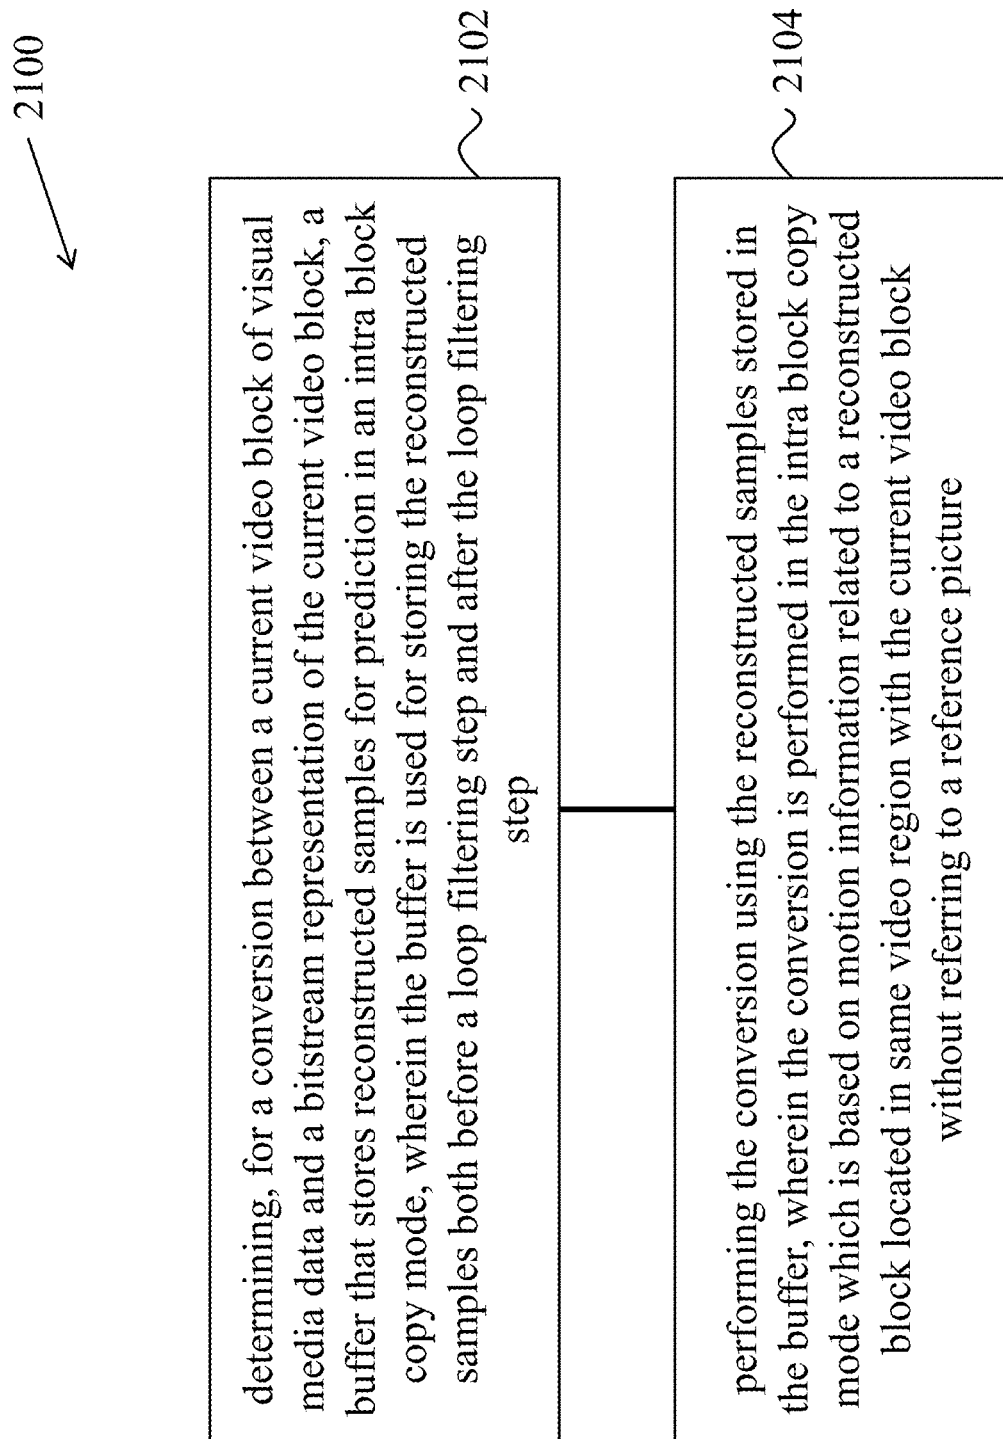 2100
determining, for a conversion between a current video block of visual
media data and a bitstream representation of the current video block, a
buffer that stores reconstructed samples for prediction in an intra block
copy mode, wherein the buffer is used for storing the reconstructed
samples both before a loop filtering step and after the loop filtering
step
2102
performing the conversion using the reconstructed samples stored in
the buffer, wherein the conversion is performed in the intra block copy
mode which is based on motion information related to a reconstructed
block located in same video region with the current video block
without referring to a reference picture
2104